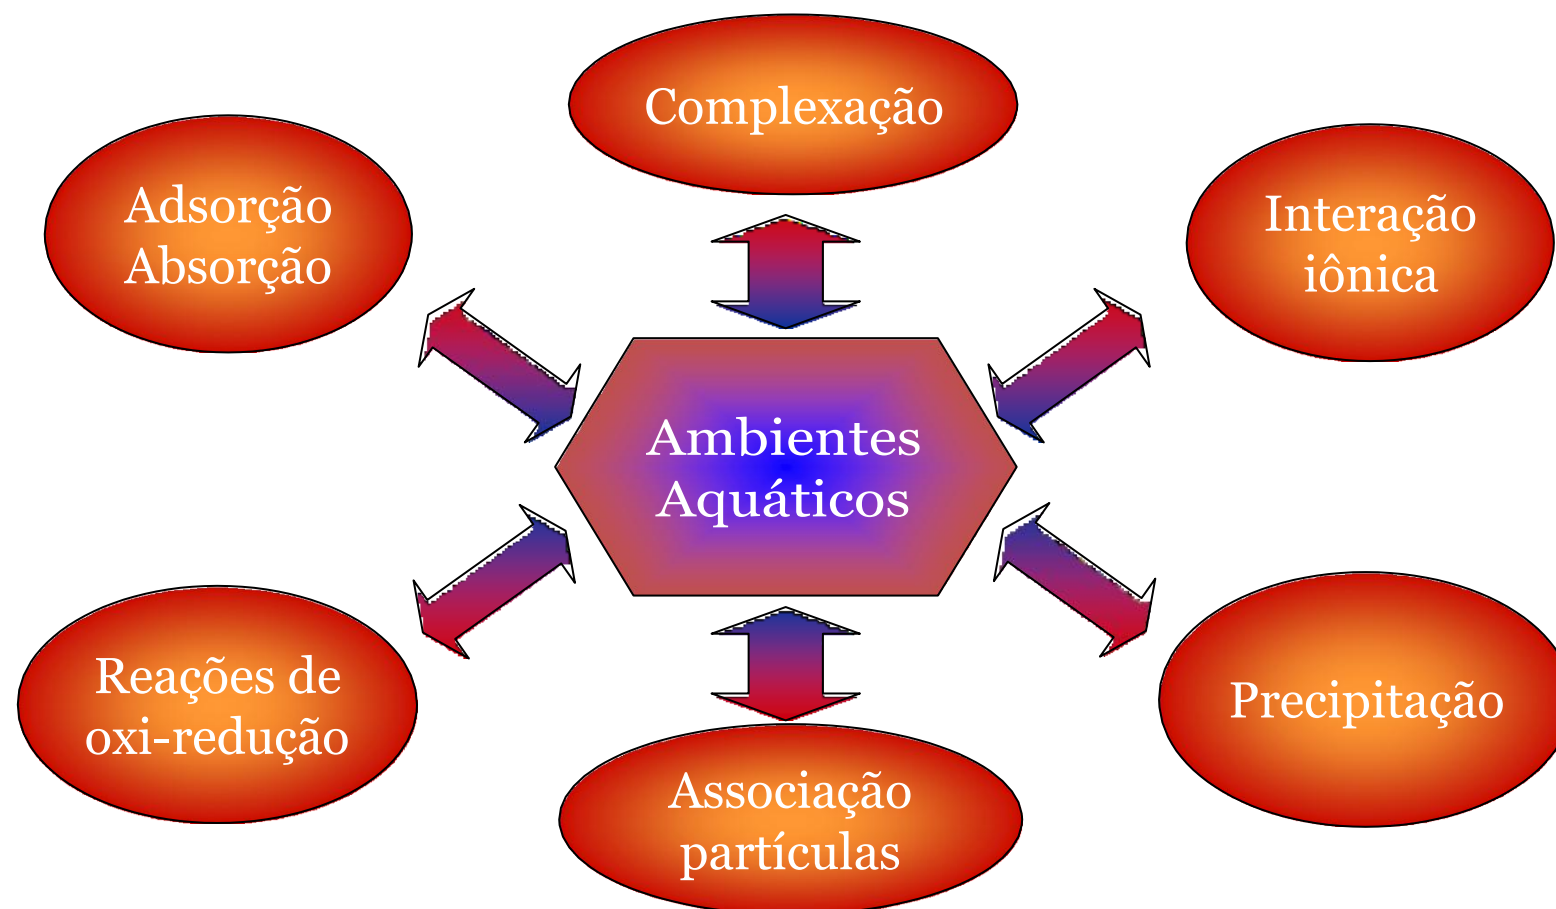 Complexação
Adsorção
Absorção
Interação
iônica
Ambientes
Aquáticos
Reações de
oxi-redução
Precipitação
Associação
partículas